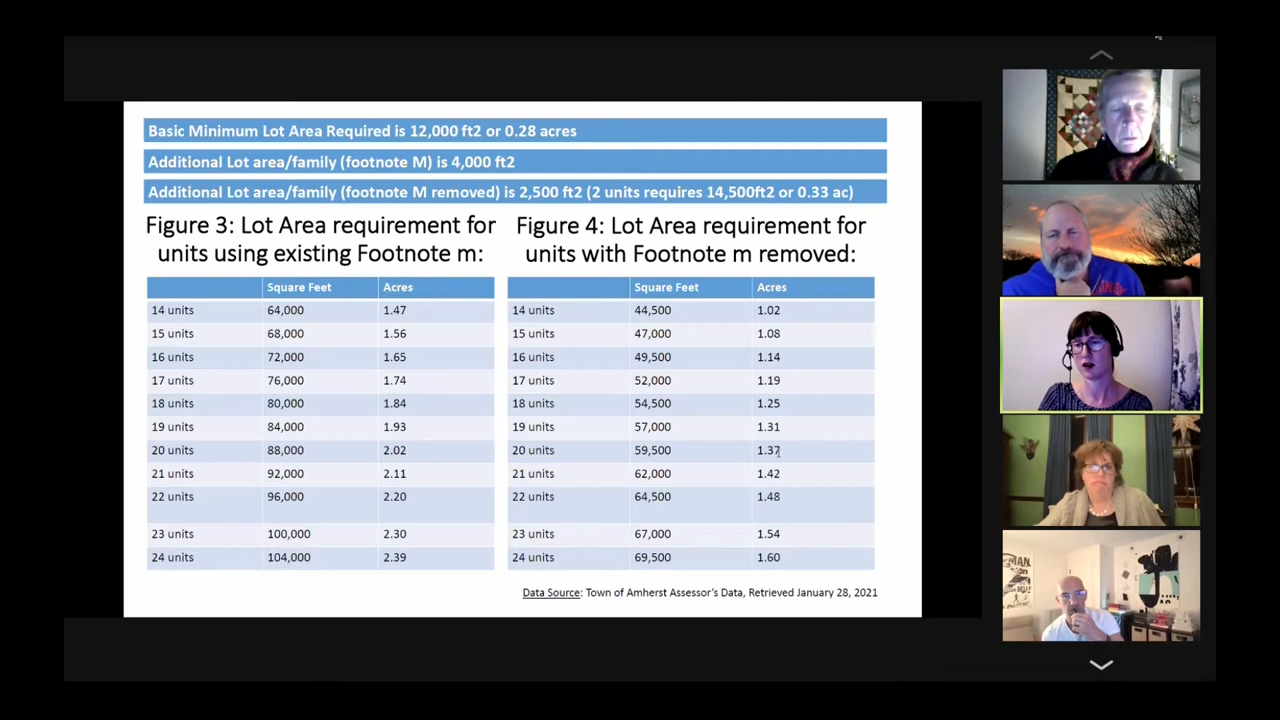 Basic Minimum Lot Area Required is 12,000 ft2 or 0.28 acres
Additional Lot area/family (footnote M) is 4,000 ft2
Additional Lot area/family (footnote M removed) is 2,500 ft2 (2 units requires 14,500ft2 or 0.33 ac)
Figure 3: Lot Area requirement for
units using existing Footnote m:
Square Feet Acres
14 units 64,000 1.47
15 units 68,000 1.56
16 units 72,000 1.65
17 units 76,000 1.74
18 units 80,000 1.84
19 units 84,000 1.93
20 units 88,000 2.02
21 units 92,000 2.11
22 units 96,000 2.20
23 units 100,000 2.30
24 units 104,000 2.39
Figure 4: Lot Area requirement for
units with Footnote m removed:
Square Feet Acres
14 units 44,500 1.02
15 units 47,000 1.08
16 units 49,500 1.14
17 units 52,000 1.19
18 units 54,500 1.25
19 units 57,000 1.31
20 units 59,500 1.37
21 units 62,000 1.42
22 units 64,500 1.48
23 units 67,000 1.54
24 units 69,500 1.60
Data Source: Town of Amherst Assessor's Data, Retrieved January 28, 2021